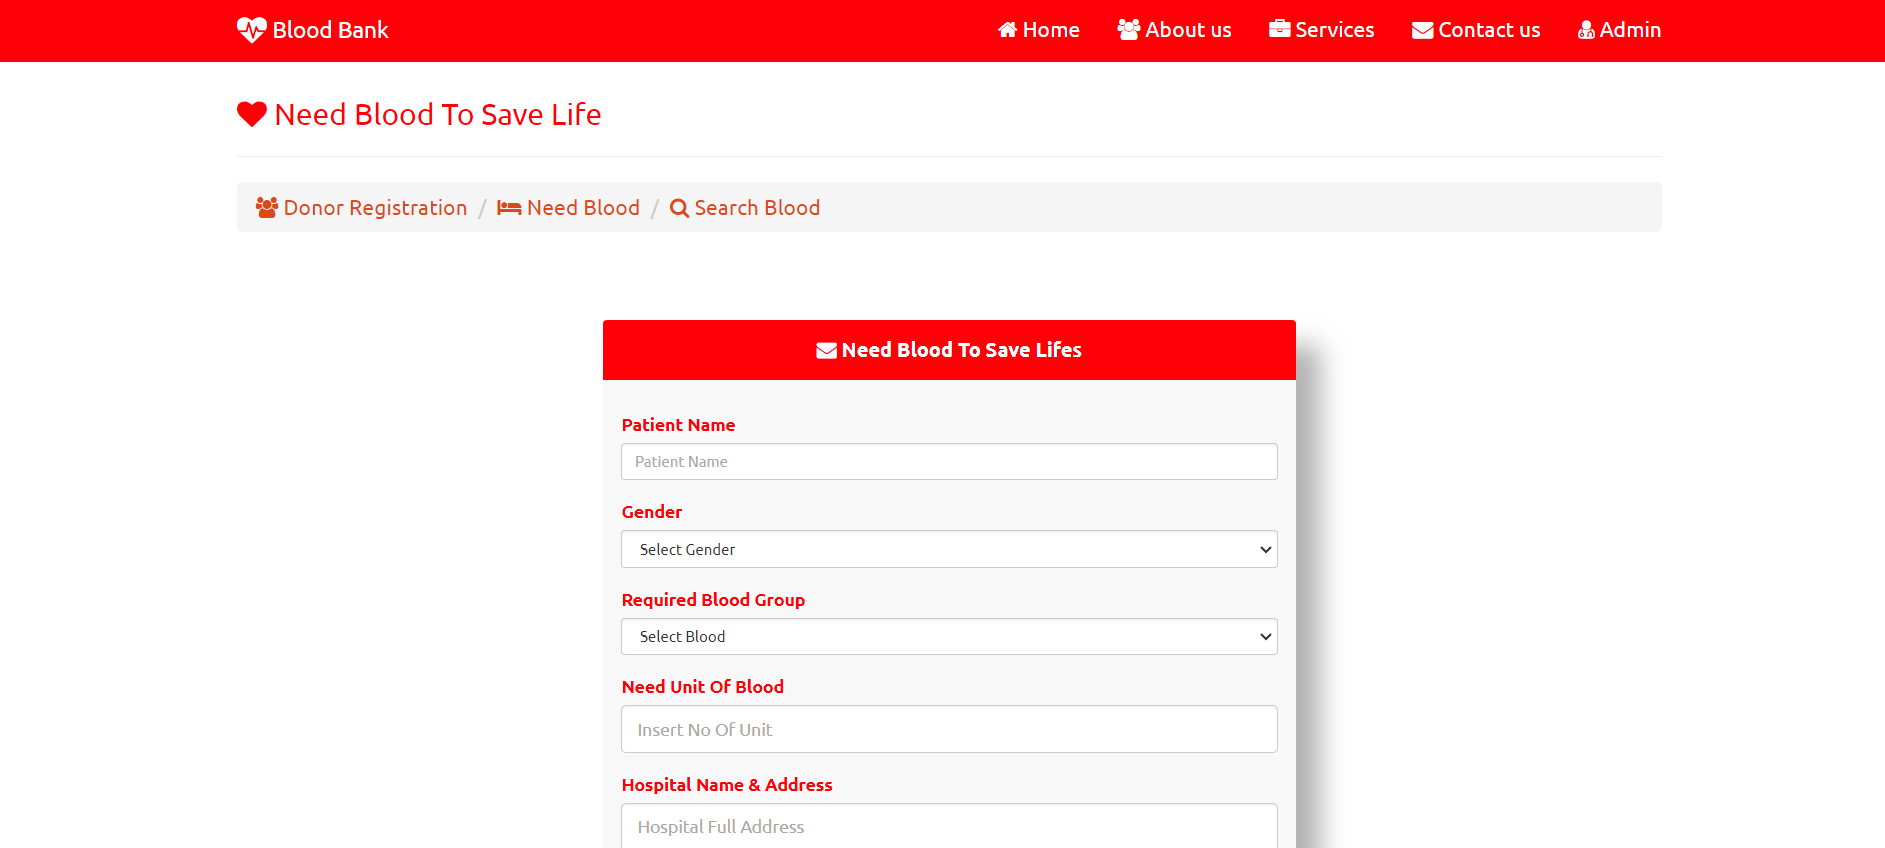 Blood Bank Home About us Services Contact us Admin
Need Blood To Save Life
Donor Registration / Need Blood / Search Blood
Need Blood To Save Lifes
Patient Name
Patient Name
Gender
Select Gender
Required Blood Group
Select Blood
Need Unit Of Blood
Insert No Of Unit
Hospital Name & Address
Hospital Full Address